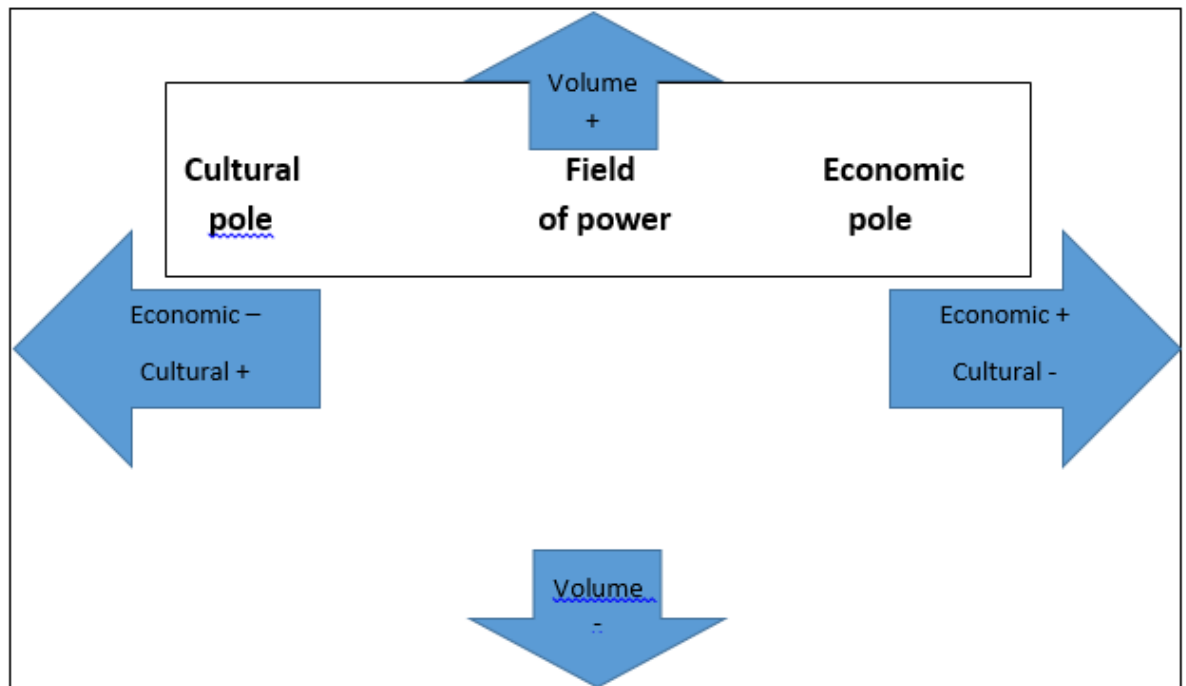 Volume
+
Cultural
pole
Field
of power
Economic
pole
Economic –
Cultural +
Economic +
Cultural -
Volume
-